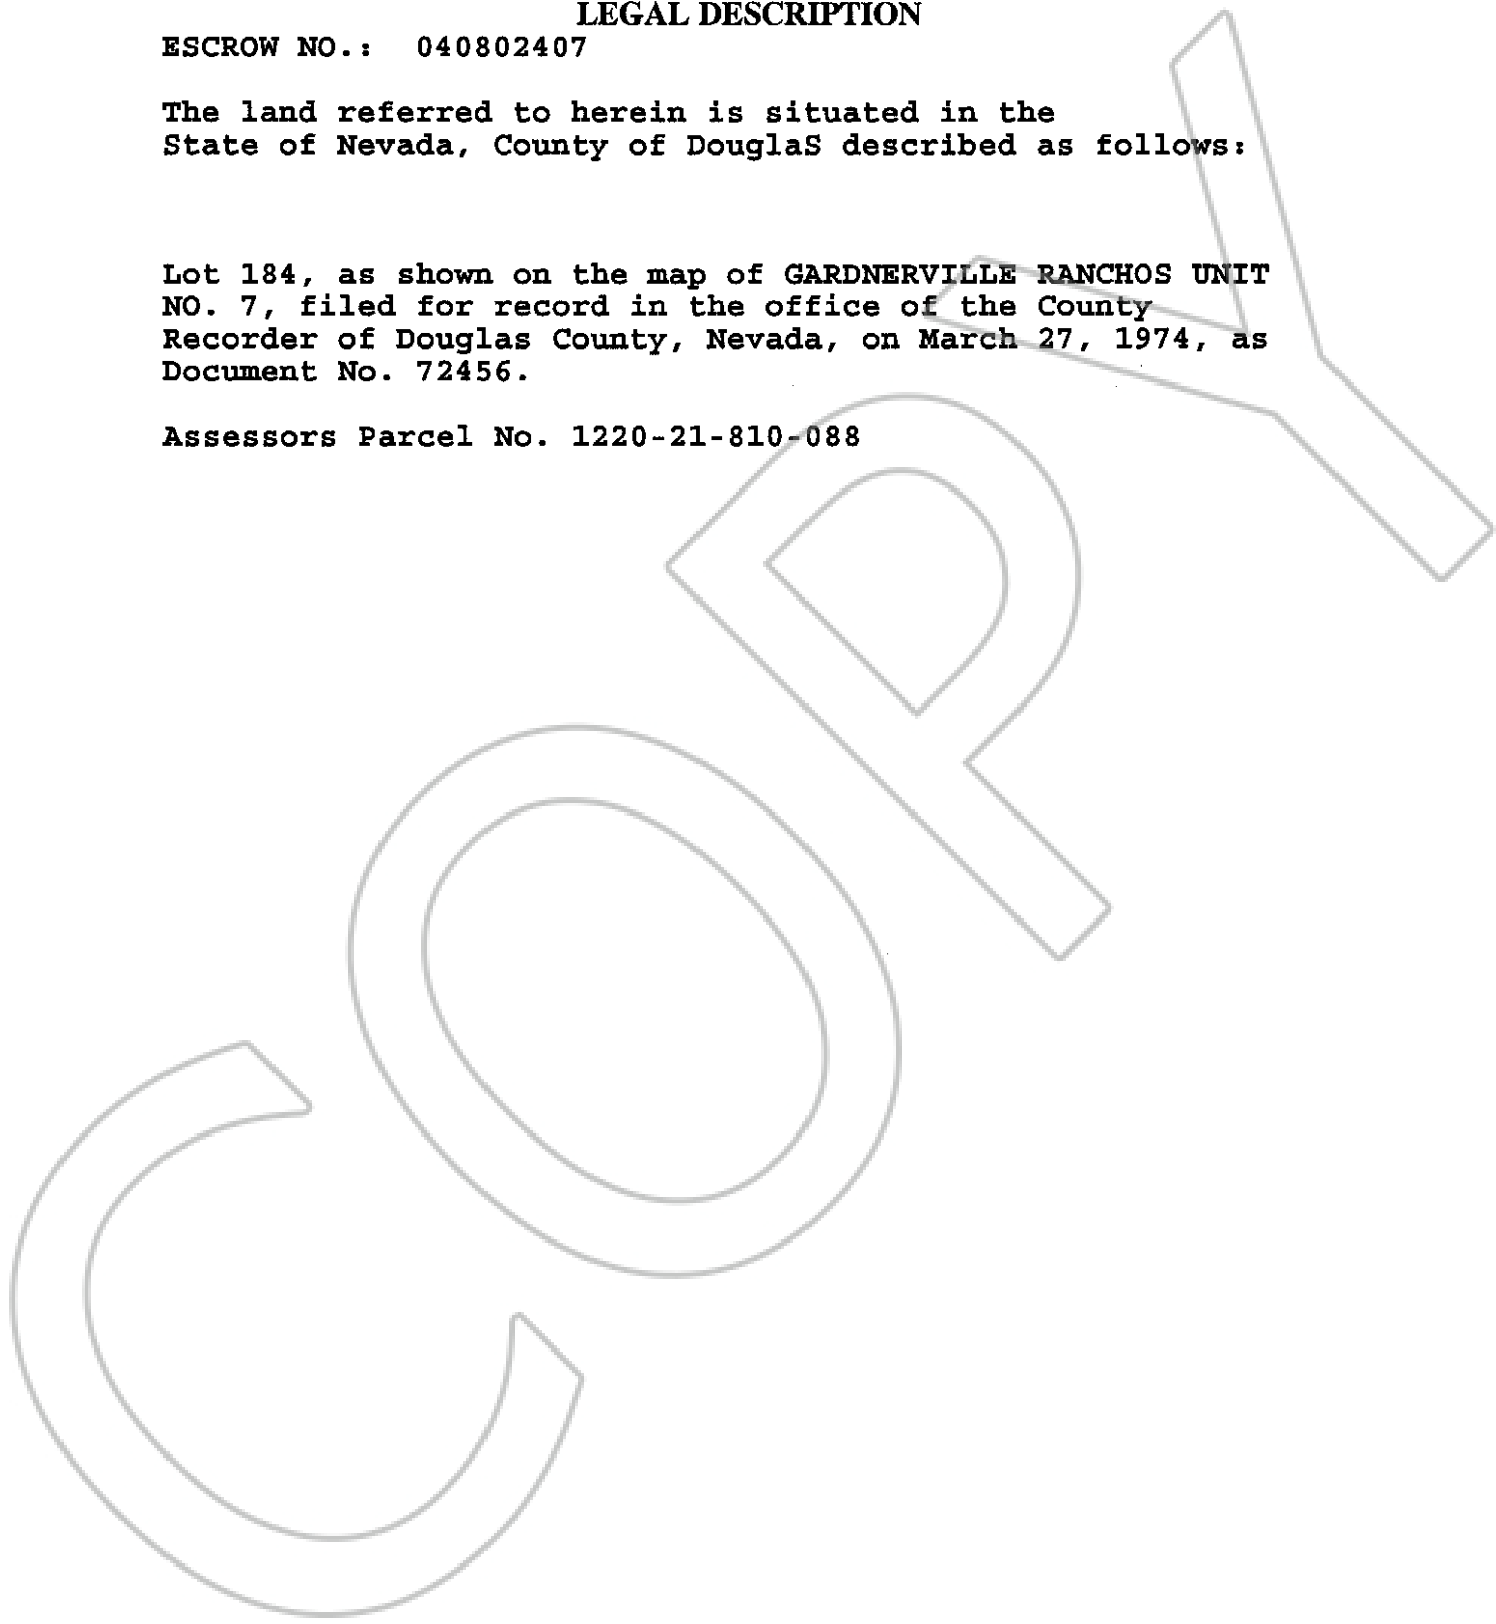 LEGAL DESCRIPTION
ESCROW NO.: 040802407
The land referred to herein is situated in the
State of Nevada, County of DouglaS described as follows:
Lot 184, as shown on the map of GARDNERVILLE RANCHOS UNIT
NO. 7, filed for record in the office of the County
Recorder of Douglas County, Nevada, on March 27, 1974, as
Document No. 72456.
Assessors Parcel No. 1220-21-810-088
COPY